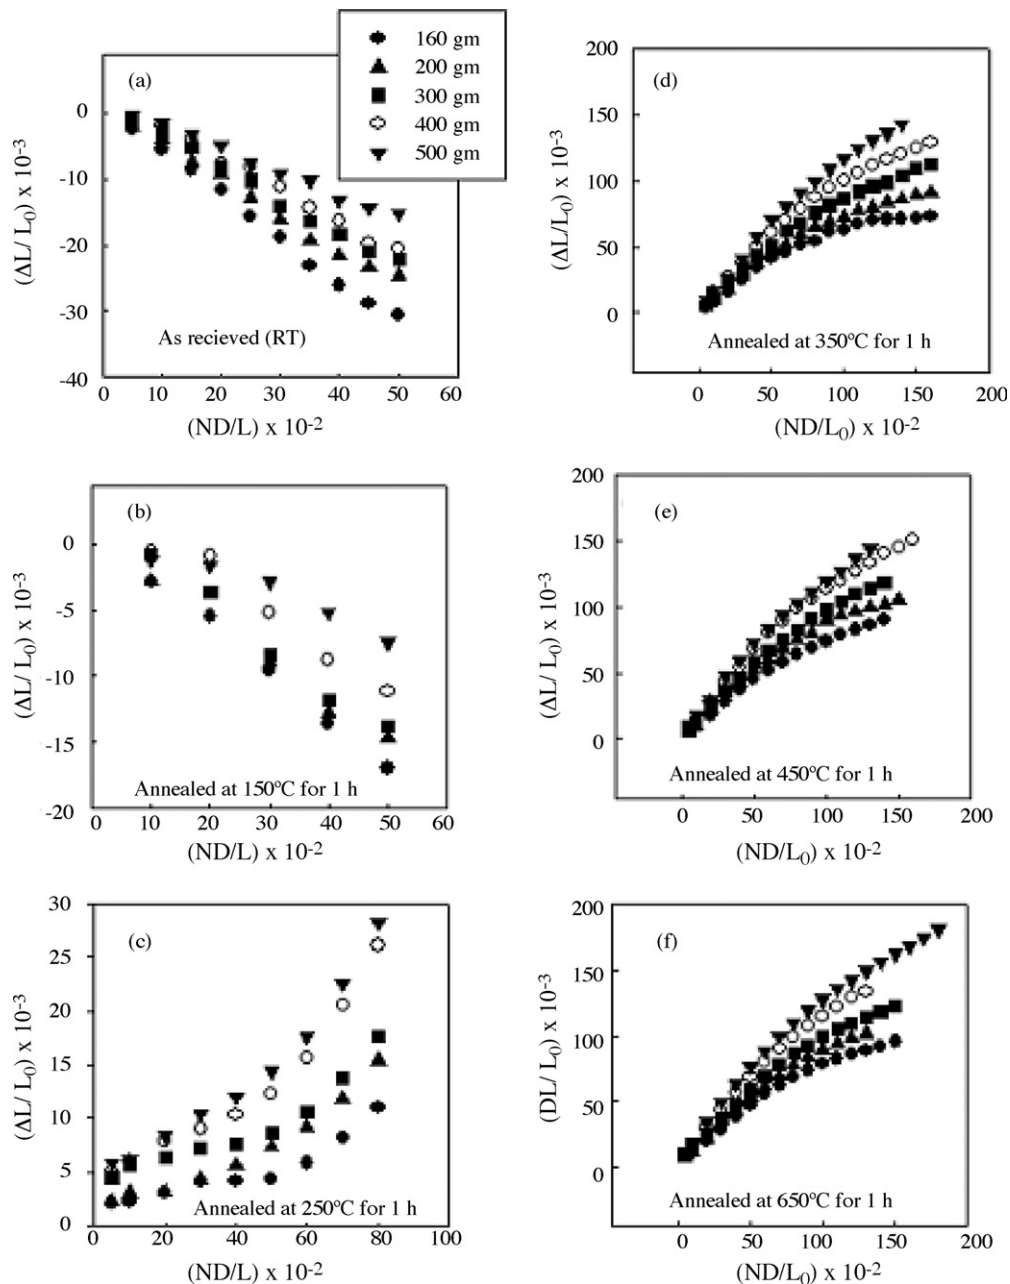 160 gm
200 gm
300 gm
400 gm
500 gm
(a)
0
-10
-20
-30
-40
(ΔL/ L₀) x 10⁻³
As recieved (RT)
0 10 20 30 40 50 60
(ND/L) x 10⁻²
(d)
200
150
100
50
0
(ΔL/L₀) x 10⁻³
Annealed at 350ºC for 1 h
0 50 100 150 200
(ND/L₀) x 10⁻²
(b)
0
-5
-10
-15
-20
(ΔL/ L₀) x 10⁻³
Annealed at 150ºC for 1 h
0 10 20 30 40 50 60
(ND/L) x 10⁻²
(e)
200
150
100
50
0
(ΔL/ L₀) x 10⁻³
Annealed at 450ºC for 1 h
0 50 100 150 200
(ND/L₀) x 10⁻²
(c)
30
25
20
15
10
5
0
(ΔL/ L₀) x 10⁻³
Annealed at 250ºC for 1 h
0 20 40 60 80 100
(ND/L) x 10⁻²
(f)
200
150
100
50
0
(DL/ L₀) x 10⁻³
Annealed at 650ºC for 1 h
0 50 100 150 200
(ND/L₀) x 10⁻²